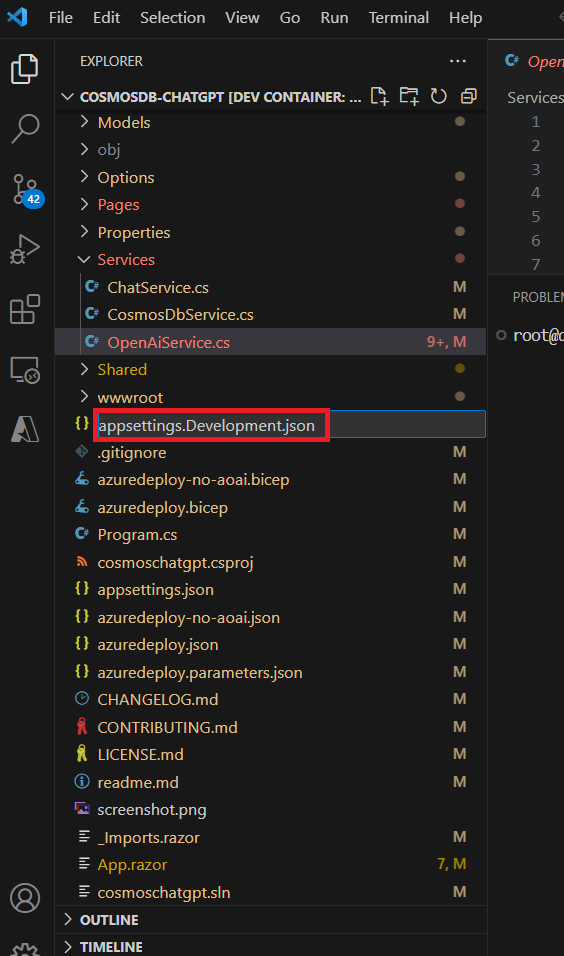 File Edit Selection View Go Run Terminal Help
EXPLORER
COSMOSDB-CHATGPT [DEV CONTAINER: ...
Models
obj
Options
Pages
Properties
Services
ChatService.cs M
CosmosDbService.cs M
OpenAiService.cs 9+, M
Shared
wwwroot
appsettings.Development.json
.gitignore M
azuredeploy-no-aoai.bicep M
azuredeploy.bicep M
Program.cs M
cosmoschatgpt.csproj M
appsettings.json M
azuredeploy-no-aoai.json M
azuredeploy.json M
azuredeploy.parameters.json M
CHANGELOG.md M
CONTRIBUTING.md M
LICENSE.md M
readme.md M
screenshot.png
_Imports.razor M
App.razor 7, M
cosmoschatgpt.sln M
OUTLINE
TIMELINE
42
Open
Services
1
2
3
4
5
6
7
PROBLEM
root@